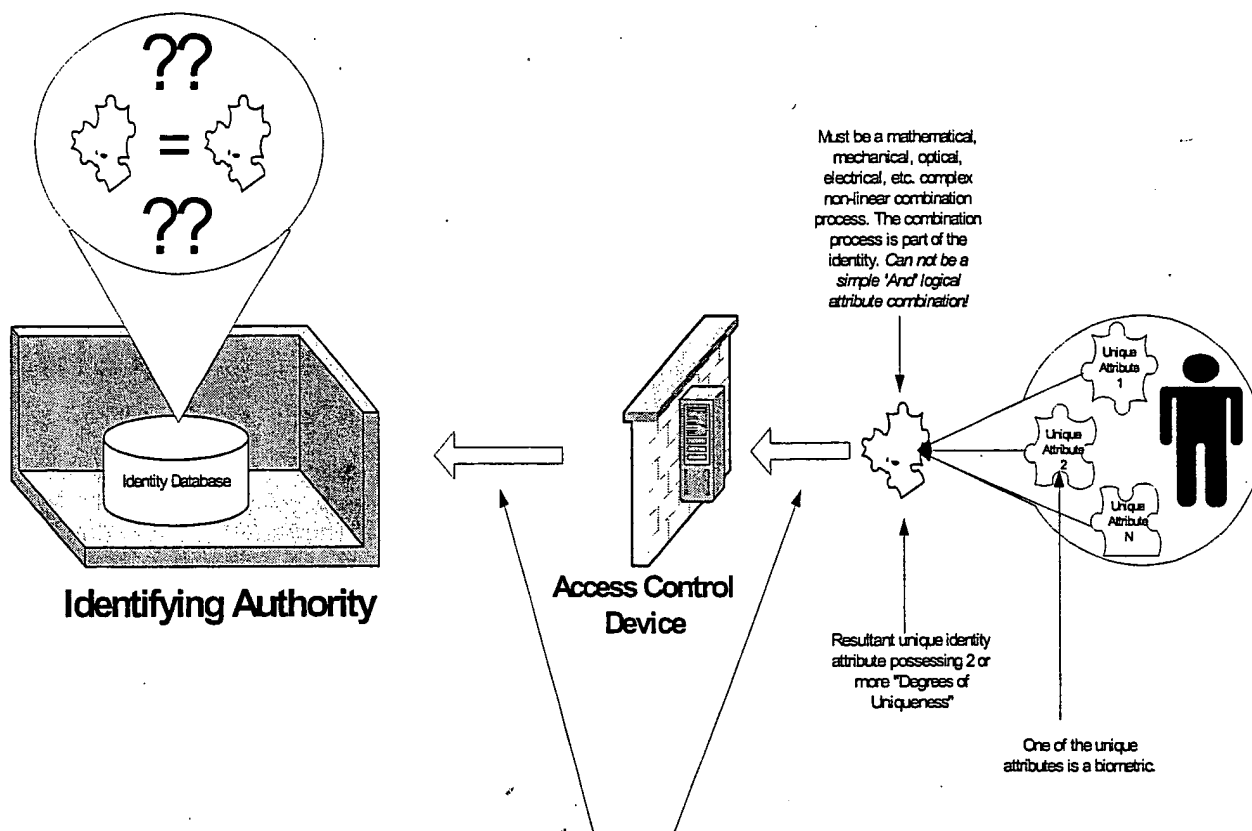 ??
=
??
Identity Database
Identifying Authority
Access Control
Device
Must be a mathematical,
mechanical, optical,
electrical, etc. complex
non-linear combination
process. The combination
process is part of the
identity. Can not be a
simple 'And' logical
attribute combination!
Resultant unique identity
attribute possessing 2 or
more "Degrees of
Uniqueness"
Unique
Attribute
1
Unique
Attribute
2
Unique
Attribute
N
One of the unique
attributes is a biometric.